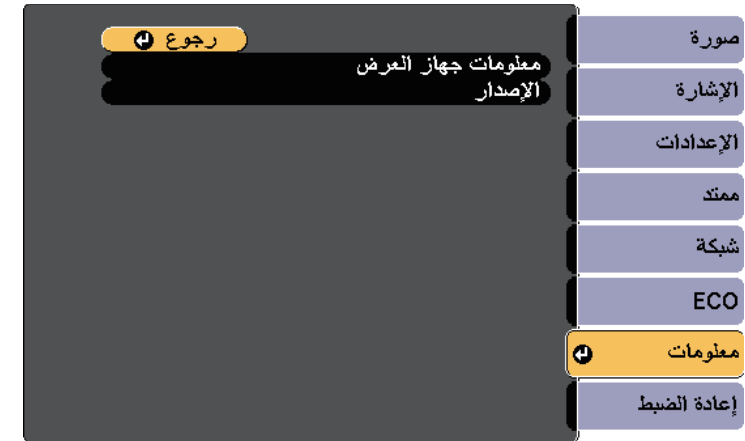 صورة
الإشارة
الإعدادات
ممتد
شبكة
ECO
معلومات
إعادة الضبط
رجوع
معلومات جهاز العرض
الإصدار